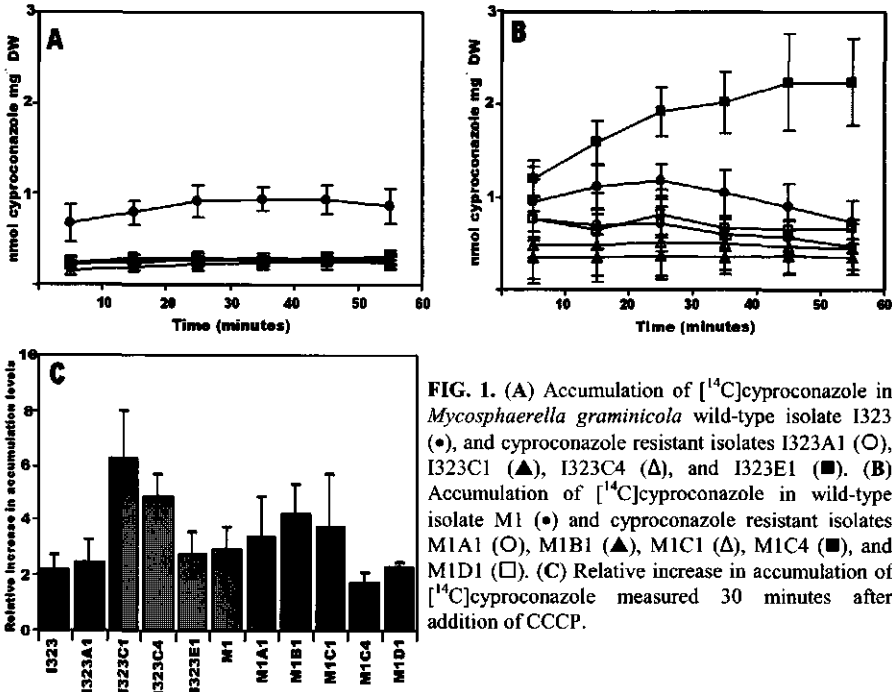 3
A
2
1
0
nmol cyproconazole mg⁻ DW
10 20 30 40 50 60
Time (minutes)
3
B
2
1
0
nmol cyproconazole mg⁻ DW
10 20 30 40 50 60
Time (minutes)
10
C
8
6
4
2
0
Relative increase in accumulation levels
I323
I323A1
I323C1
I323C4
I323E1
M1
M1A1
M1B1
M1C1
M1C4
M1D1
FIG. 1. (A) Accumulation of [¹⁴C]cyproconazole in
Mycosphaerella graminicola wild-type isolate I323
(•), and cyproconazole resistant isolates I323A1 (O),
I323C1 (▲), I323C4 (Δ), and I323E1 (■). (B)
Accumulation of [¹⁴C]cyproconazole in wild-type
isolate M1 (•) and cyproconazole resistant isolates
M1A1 (O), M1B1 (▲), M1C1 (Δ), M1C4 (■), and
M1D1 (□). (C) Relative increase in accumulation of
[¹⁴C]cyproconazole measured 30 minutes after
addition of CCCP.